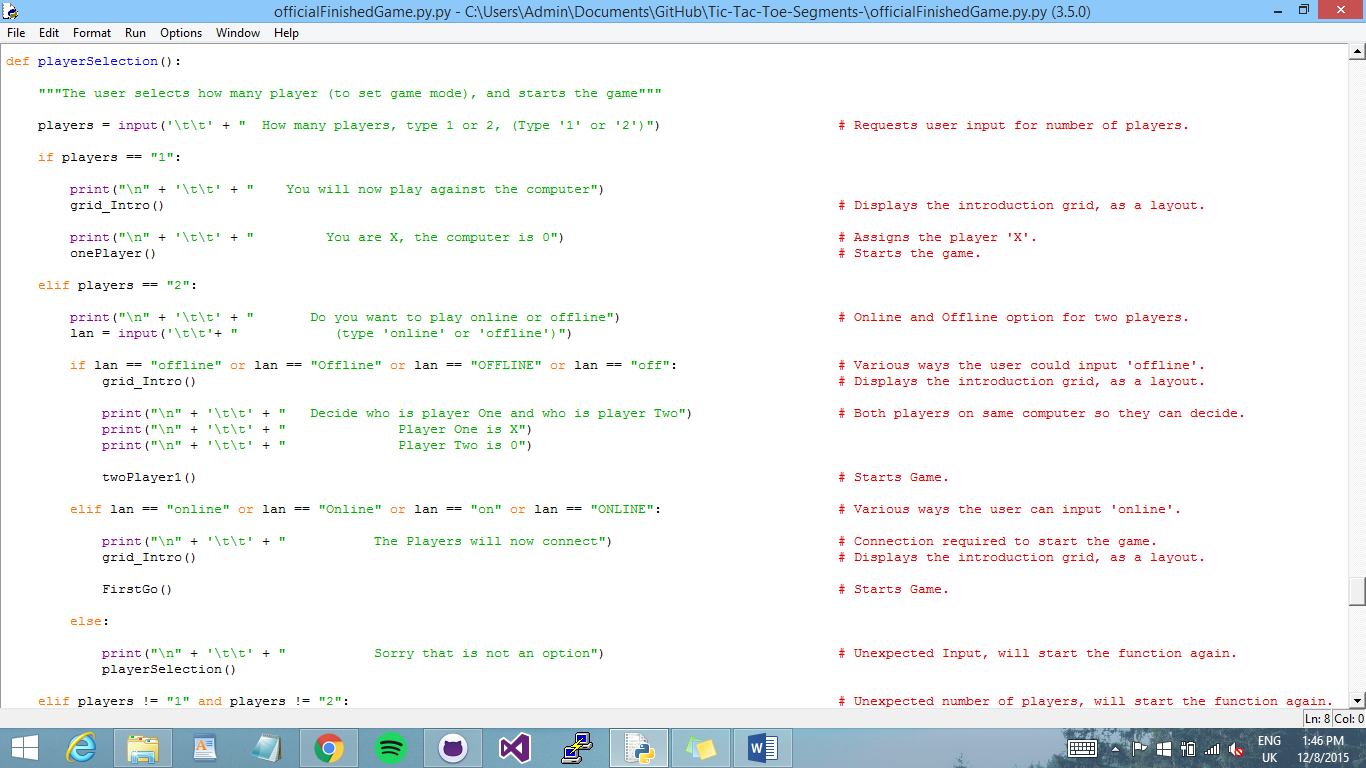 officialFinishedGame.py.py - C:\Users\Admin\Documents\GitHub\Tic-Tac-Toe-Segments-\officialFinishedGame.py.py (3.5.0)
File Edit Format Run Options Window Help
def playerSelection():
"""The user selects how many player (to set game mode), and starts the game"""
players = input('\t\t' + "  How many players, type 1 or 2, (Type '1' or '2')") # Requests user input for number of players.
if players == "1":
print("\n" + '\t\t' + "    You will now play against the computer")
grid_Intro() # Displays the introduction grid, as a layout.
print("\n" + '\t\t' + "         You are X, the computer is 0") # Assigns the player 'X'.
onePlayer() # Starts the game.
elif players == "2":
print("\n" + '\t\t' + "       Do you want to play online or offline") # Online and Offline option for two players.
lan = input('\t\t'+ "            (type 'online' or 'offline')")
if lan == "offline" or lan == "Offline" or lan == "OFFLINE" or lan == "off": # Various ways the user could input 'offline'.
grid_Intro() # Displays the introduction grid, as a layout.
print("\n" + '\t\t' + "   Decide who is player One and who is player Two") # Both players on same computer so they can decide.
print("\n" + '\t\t' + "              Player One is X")
print("\n" + '\t\t' + "              Player Two is 0")
twoPlayer1() # Starts Game.
elif lan == "online" or lan == "Online" or lan == "on" or lan == "ONLINE": # Various ways the user can input 'online'.
print("\n" + '\t\t' + "           The Players will now connect") # Connection required to start the game.
grid_Intro() # Displays the introduction grid, as a layout.
FirstGo() # Starts Game.
else:
print("\n" + '\t\t' + "           Sorry that is not an option") # Unexpected Input, will start the function again.
playerSelection()
elif players != "1" and players != "2": # Unexpected number of players, will start the function again.
Ln: 8 Col: 0
ENG 1:46 PM
UK 12/8/2015